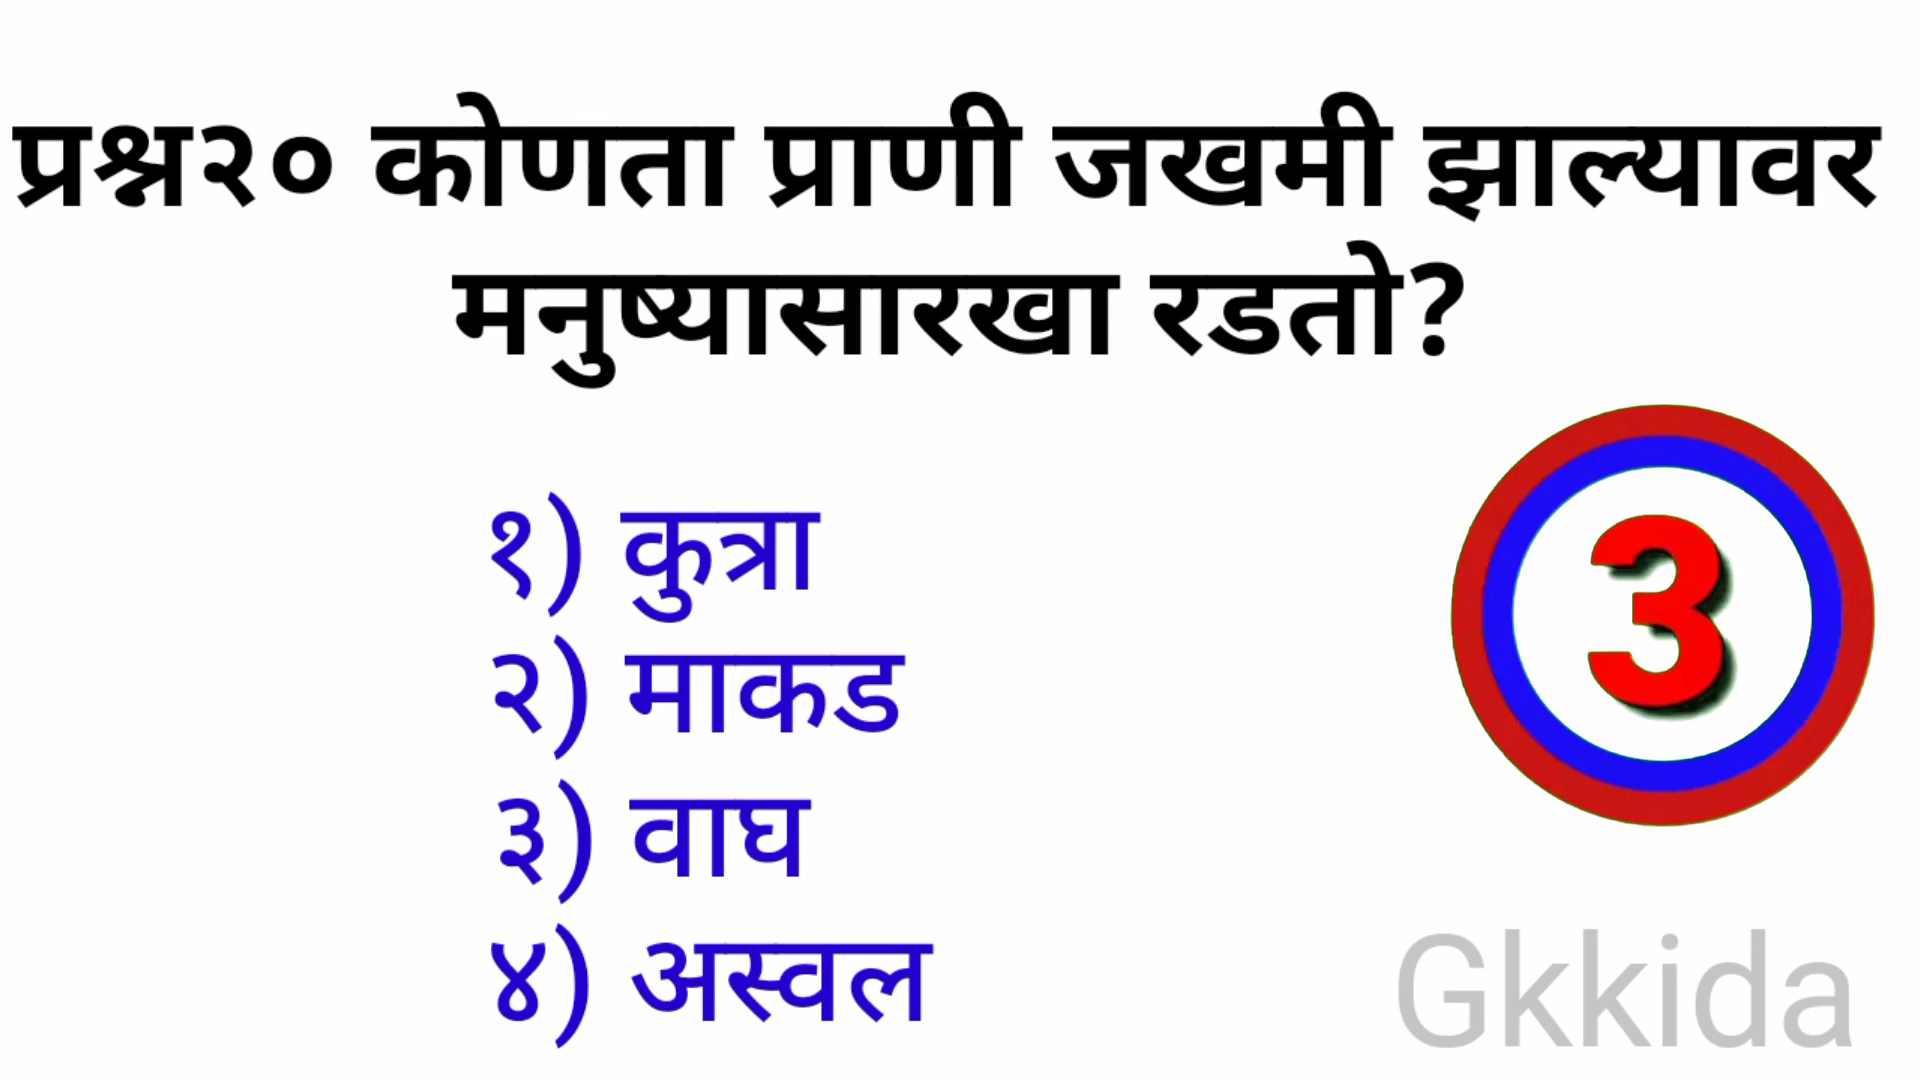 प्रश्न२० कोणता प्राणी जखमी झाल्यावर
मनुष्यासारखा रडतो?
१) कुत्रा
२) माकड
३) वाघ
४) अस्वल
3
Gkkida